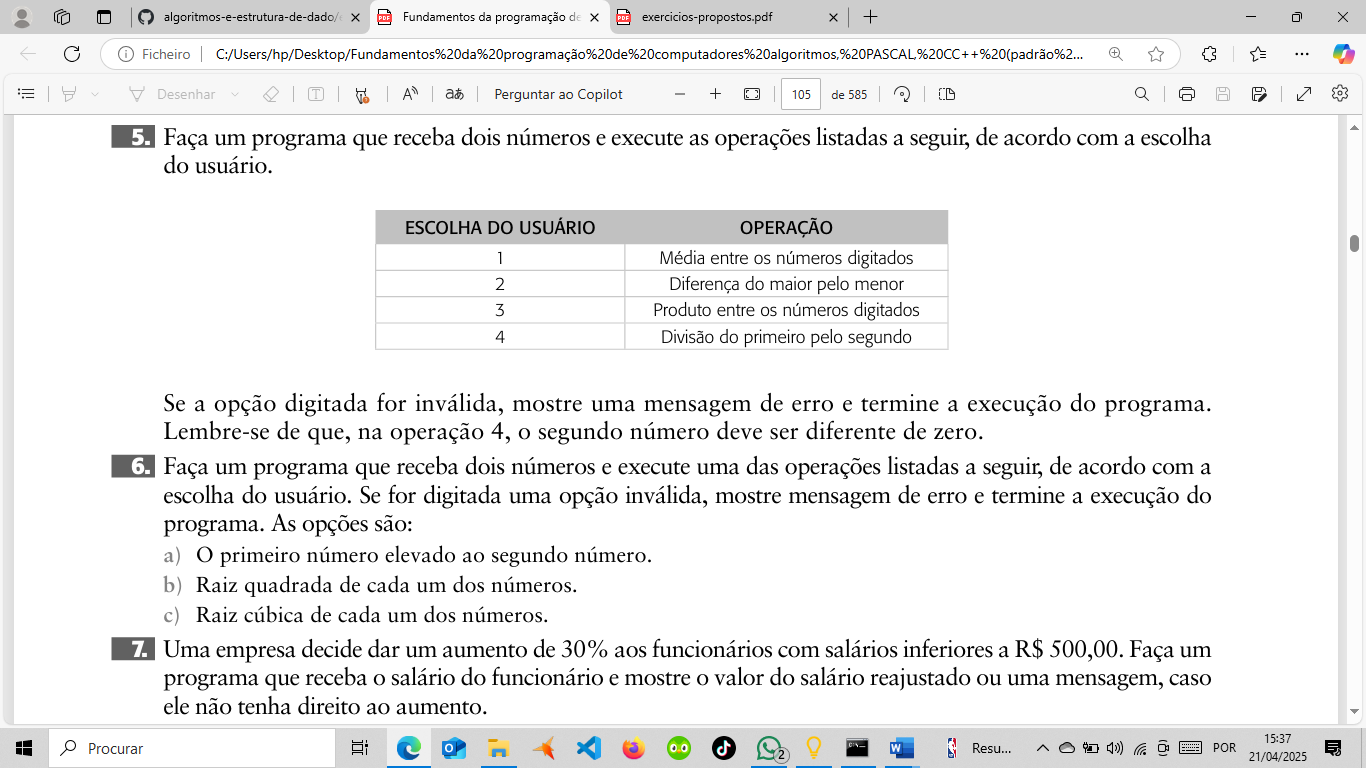 algoritmos-e-estrutura-de-dado/e
Fundamentos da programação de
exercicios-propostos.pdf
Ficheiro
C:/Users/hp/Desktop/Fundamentos%20da%20programação%20de%20computadores%20algoritmos,%20PASCAL,%20CC++%20(padrão%2...
Desenhar
Perguntar ao Copilot
105
de 585
5. Faça um programa que receba dois números e execute as operações listadas a seguir, de acordo com a escolha
do usuário.
ESCOLHA DO USUÁRIO OPERAÇÃO
1 Média entre os números digitados
2 Diferença do maior pelo menor
3 Produto entre os números digitados
4 Divisão do primeiro pelo segundo
Se a opção digitada for inválida, mostre uma mensagem de erro e termine a execução do programa.
Lembre-se de que, na operação 4, o segundo número deve ser diferente de zero.
6. Faça um programa que receba dois números e execute uma das operações listadas a seguir, de acordo com a
escolha do usuário. Se for digitada uma opção inválida, mostre mensagem de erro e termine a execução do
programa. As opções são:
a) O primeiro número elevado ao segundo número.
b) Raiz quadrada de cada um dos números.
c) Raiz cúbica de cada um dos números.
7. Uma empresa decide dar um aumento de 30% aos funcionários com salários inferiores a R$ 500,00. Faça um
programa que receba o salário do funcionário e mostre o valor do salário reajustado ou uma mensagem, caso
ele não tenha direito ao aumento.
Procurar
2
Resu...
POR
15:37
21/04/2025